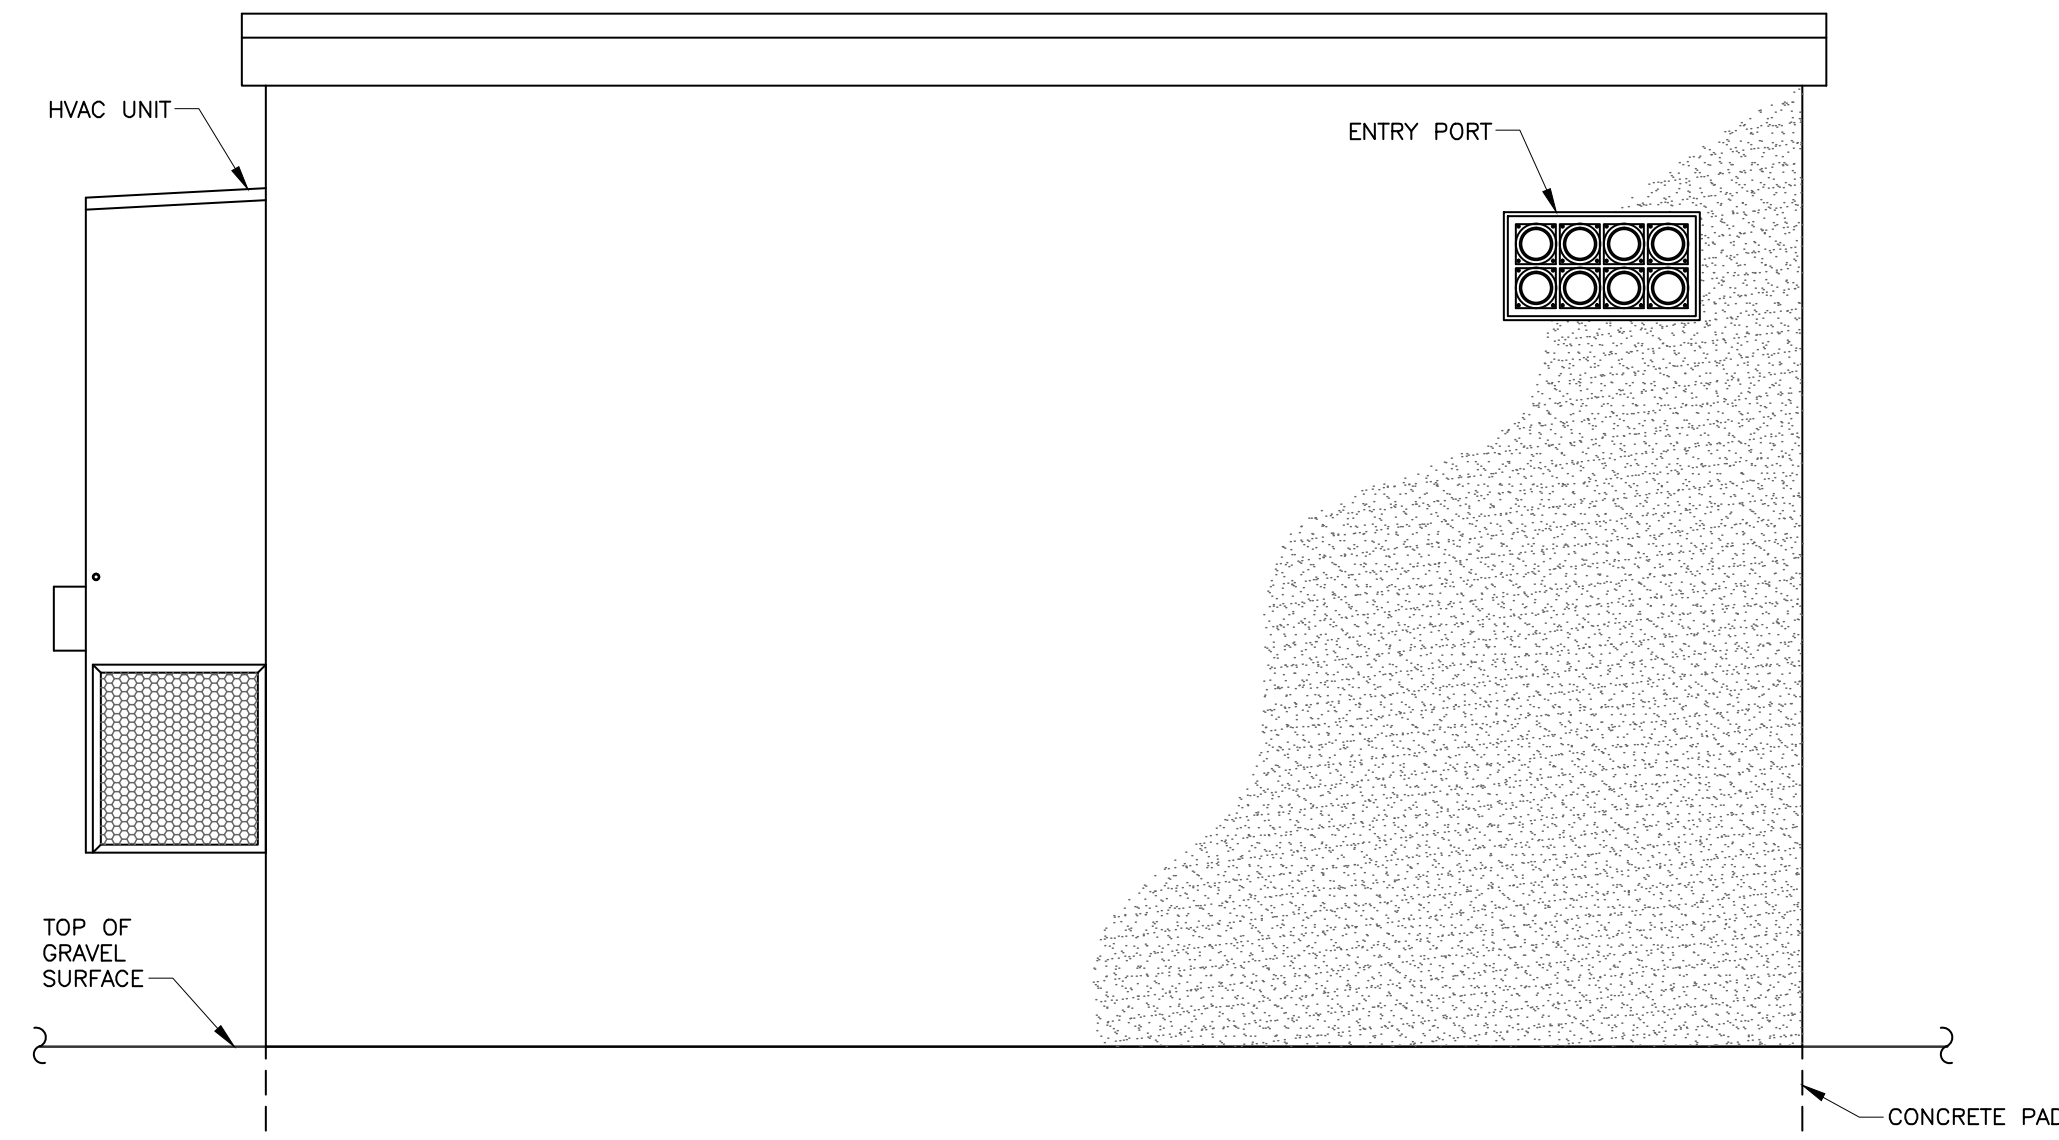 HVAC UNIT
ENTRY PORT
TOP OF
GRAVEL
SURFACE
CONCRETE PAD